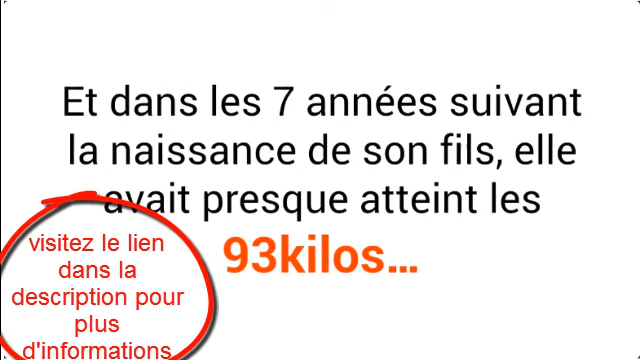 Et dans les 7 années suivant
la naissance de son fils, elle
avait presque atteint les
93kilos...
visitez le lien
dans la
description pour
plus
d'informations